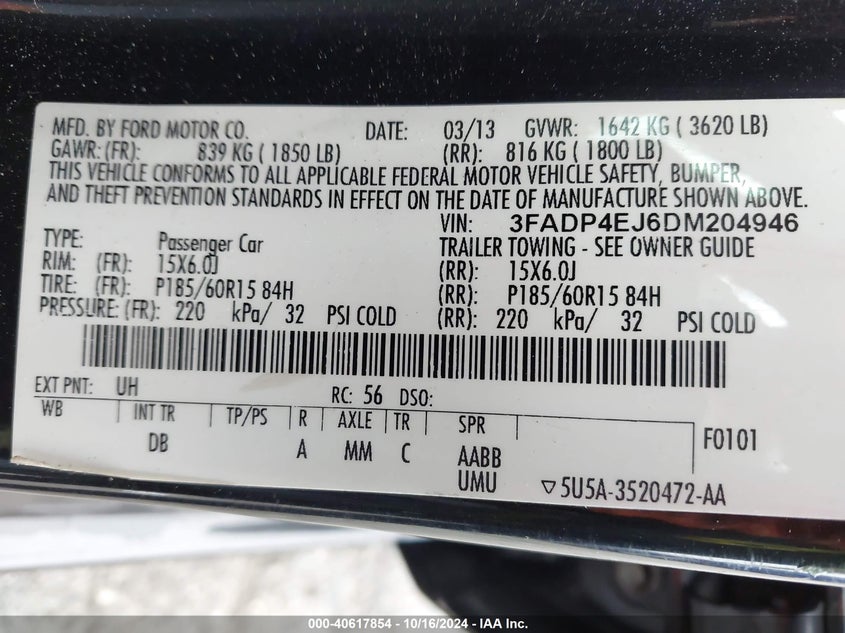 MFD. BY FORD MOTOR CO. DATE: 03/13 GVWR: 1642 KG ( 3620 LB)
GAWR: (FR): 839 KG ( 1850 LB) (RR): 816 KG ( 1800 LB)
THIS VEHICLE CONFORMS TO ALL APPLICABLE FEDERAL MOTOR VEHICLE SAFETY, BUMPER,
AND THEFT PREVENTION STANDARDS IN EFFECT ON THE DATE OF MANUFACTURE SHOWN ABOVE.
VIN: 3FADP4EJ6DM204946
TYPE: Passenger Car TRAILER TOWING - SEE OWNER GUIDE
RIM: (FR): 15X6.0J (RR): 15X6.0J
TIRE: (FR): P185/60R15 84H (RR): P185/60R15 84H
PRESSURE: (FR): 220 kPa/ 32 PSI COLD (RR): 220 kPa/ 32 PSI COLD
EXT PNT: UH RC: 56 DSO:
WB INT TR TP/PS R AXLE TR SPR F0101
DB A MM C AABB
UMU ▽5U5A-3520472-AA
000-40617854 - 10/16/2024 - IAA Inc.